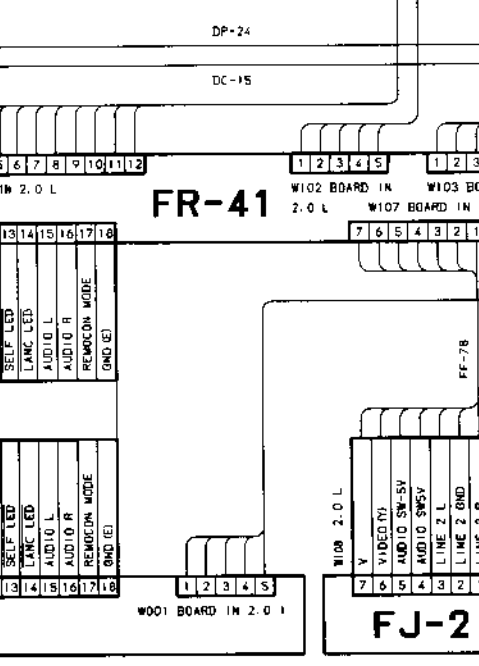 DP-24
DC-15
6 7 8 9 10 11 12
1 2 3 4 5
1 2 3
IN 2.0 L
FR-41
W102 BOARD IN
2.0 L
W103 BO
W107 BOARD IN
13 14 15 16 17 18
7 6 5 4 3 2 1
SELF LED
LANC LED
AUDIO L
AUDIO R
REMOCON MODE
GND (E)
FF-78
SELF LED
LANC LED
AUDIO L
AUDIO R
REMOCON MODE
GND (E)
W108 2.0 L
V
VIDEO (Y)
AUDIO SW-5V
AUDIO SW5V
LINE 2 L
LINE 2 GND
13 14 15 16 17 18
1 2 3 4 5
7 6 5 4 3 2 1
W001 BOARD IN 2.0
FJ-2